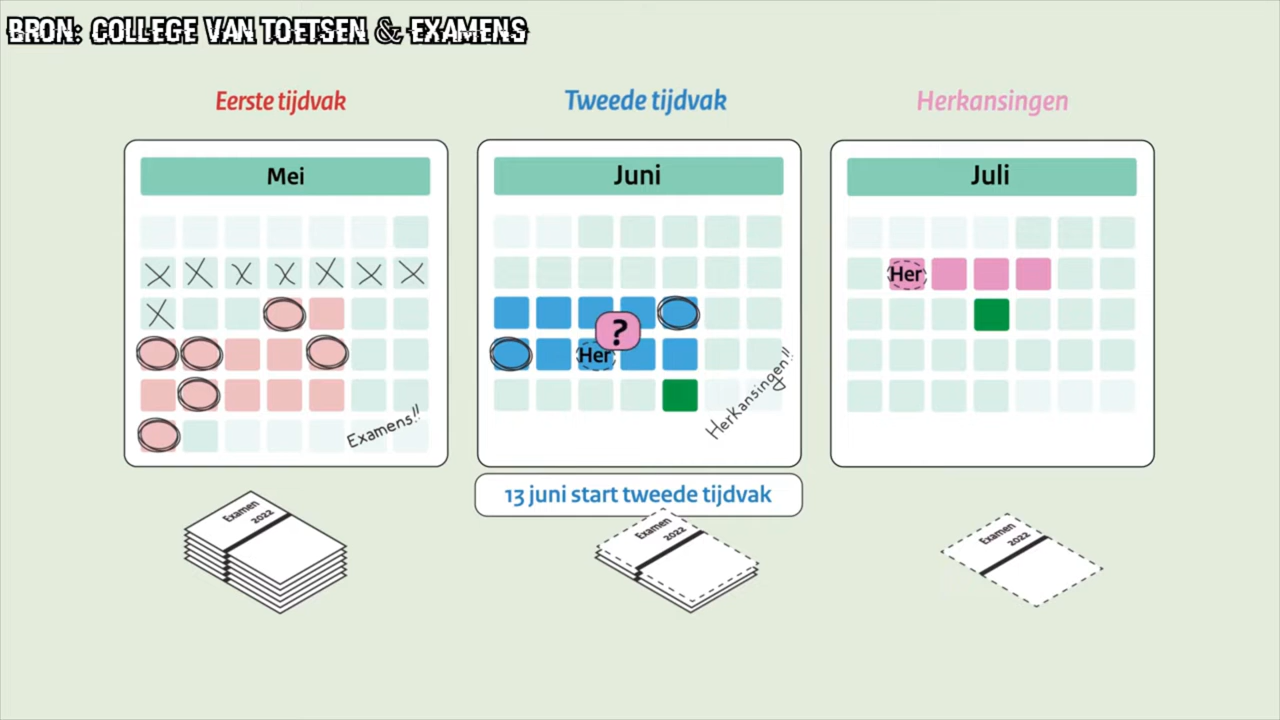 BRON: COLLEGE VAN TOETSEN & EXAMENS
Eerste tijdvak
Tweede tijdvak
Herkansingen
Mei
Juni
Juli
Her
?
Her
Herkansingen!!
Examens!!
13 juni start tweede tijdvak
Examen
2022
Examen
2022
Examen
2022